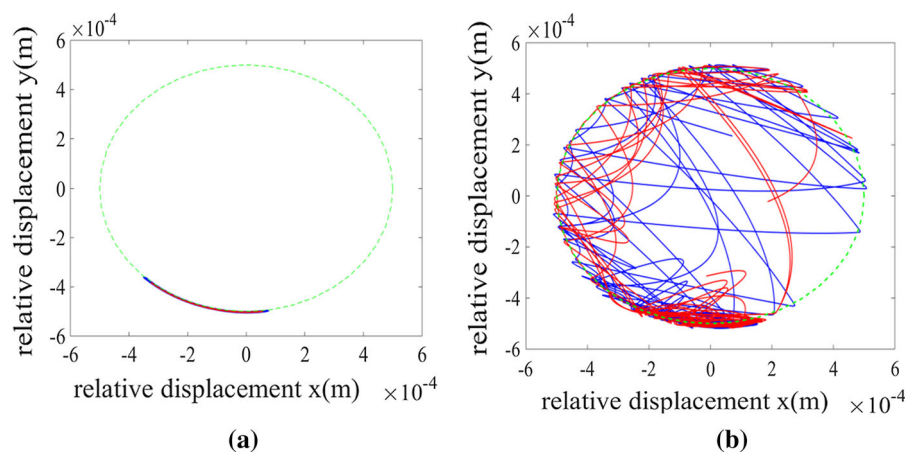 ×10⁻⁴
6
4
2
0
-2
-4
-6
-6 -4 -2 0 2 4 6
relative displacement y(m)
relative displacement x(m) ×10⁻⁴
(a)
×10⁻⁴
6
4
2
0
-2
-4
-6
-6 -4 -2 0 2 4 6
relative displacement y(m)
relative displacement x(m) ×10⁻⁴
(b)